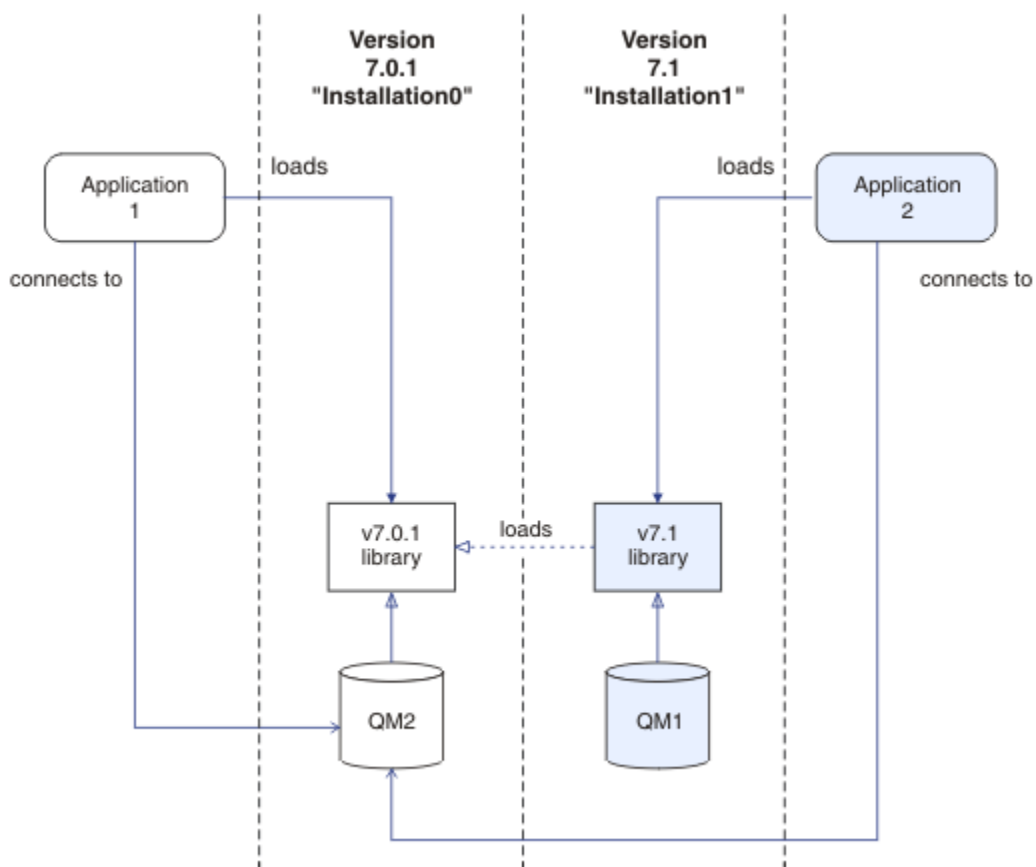 Version
7.0.1
"Installation0"
Version
7.1
"Installation1"
loads
loads
Application
1
Application
2
connects to
connects to
v7.0.1
library
loads
v7.1
library
QM2
QM1